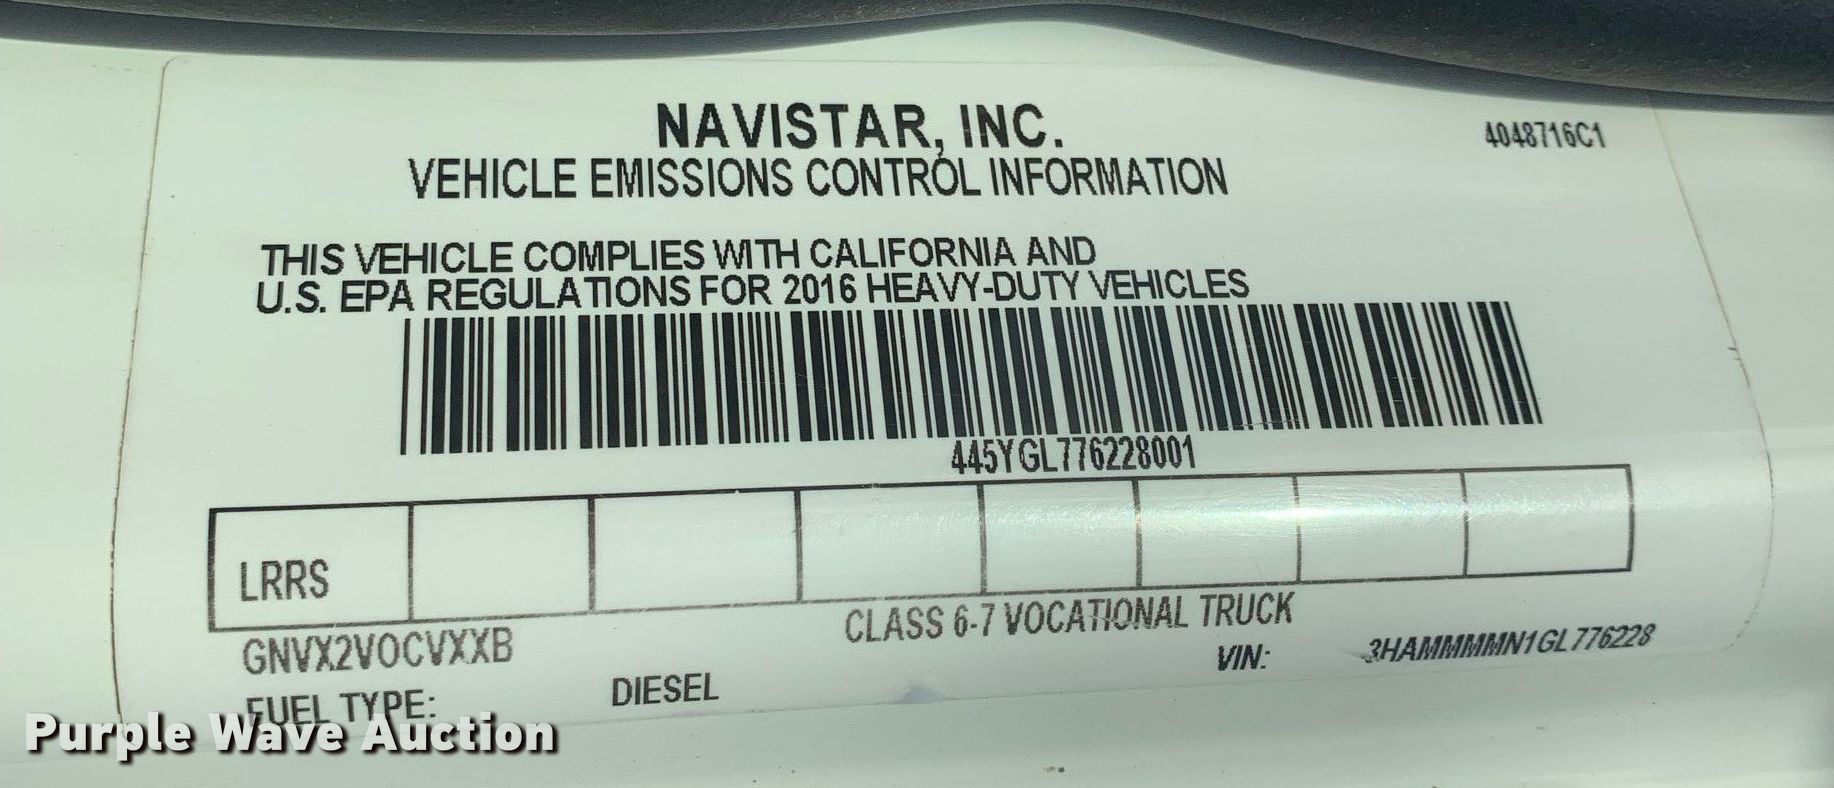 NAVISTAR, INC.
4048716C1
VEHICLE EMISSIONS CONTROL INFORMATION
THIS VEHICLE COMPLIES WITH CALIFORNIA AND
U.S. EPA REGULATIONS FOR 2016 HEAVY-DUTY VEHICLES
445YGL776228001
LRRS
CLASS 6-7 VOCATIONAL TRUCK
GNVX2VOCVXXB
VIN: 3HAMMMMN1GL776228
FUEL TYPE: DIESEL
Purple Wave Auction